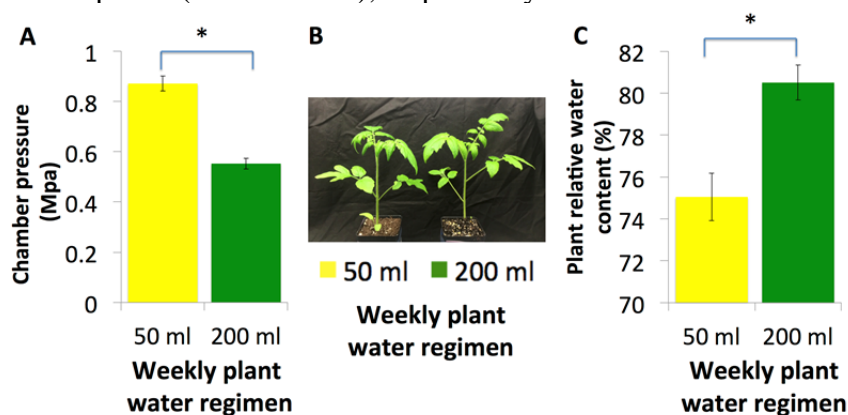 A
*
Chamber pressure
(Mpa)
1
0.8
0.6
0.4
0.2
0
50 ml 200 ml
Weekly plant
water regimen
B
50 ml 200 ml
Weekly plant
water regimen
C
*
Plant relative water
content (%)
82
80
78
76
74
72
70
50 ml 200 ml
Weekly plant
water regimen